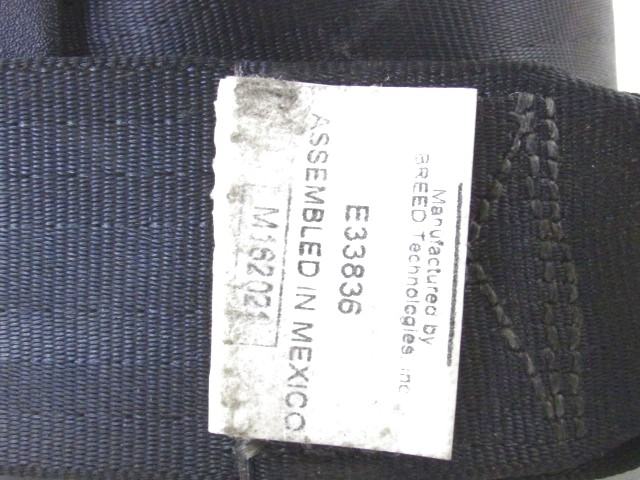 Manufactured by
BREED Technologies, Inc
E33836
ASSEMBLED IN MEXICO
M162021